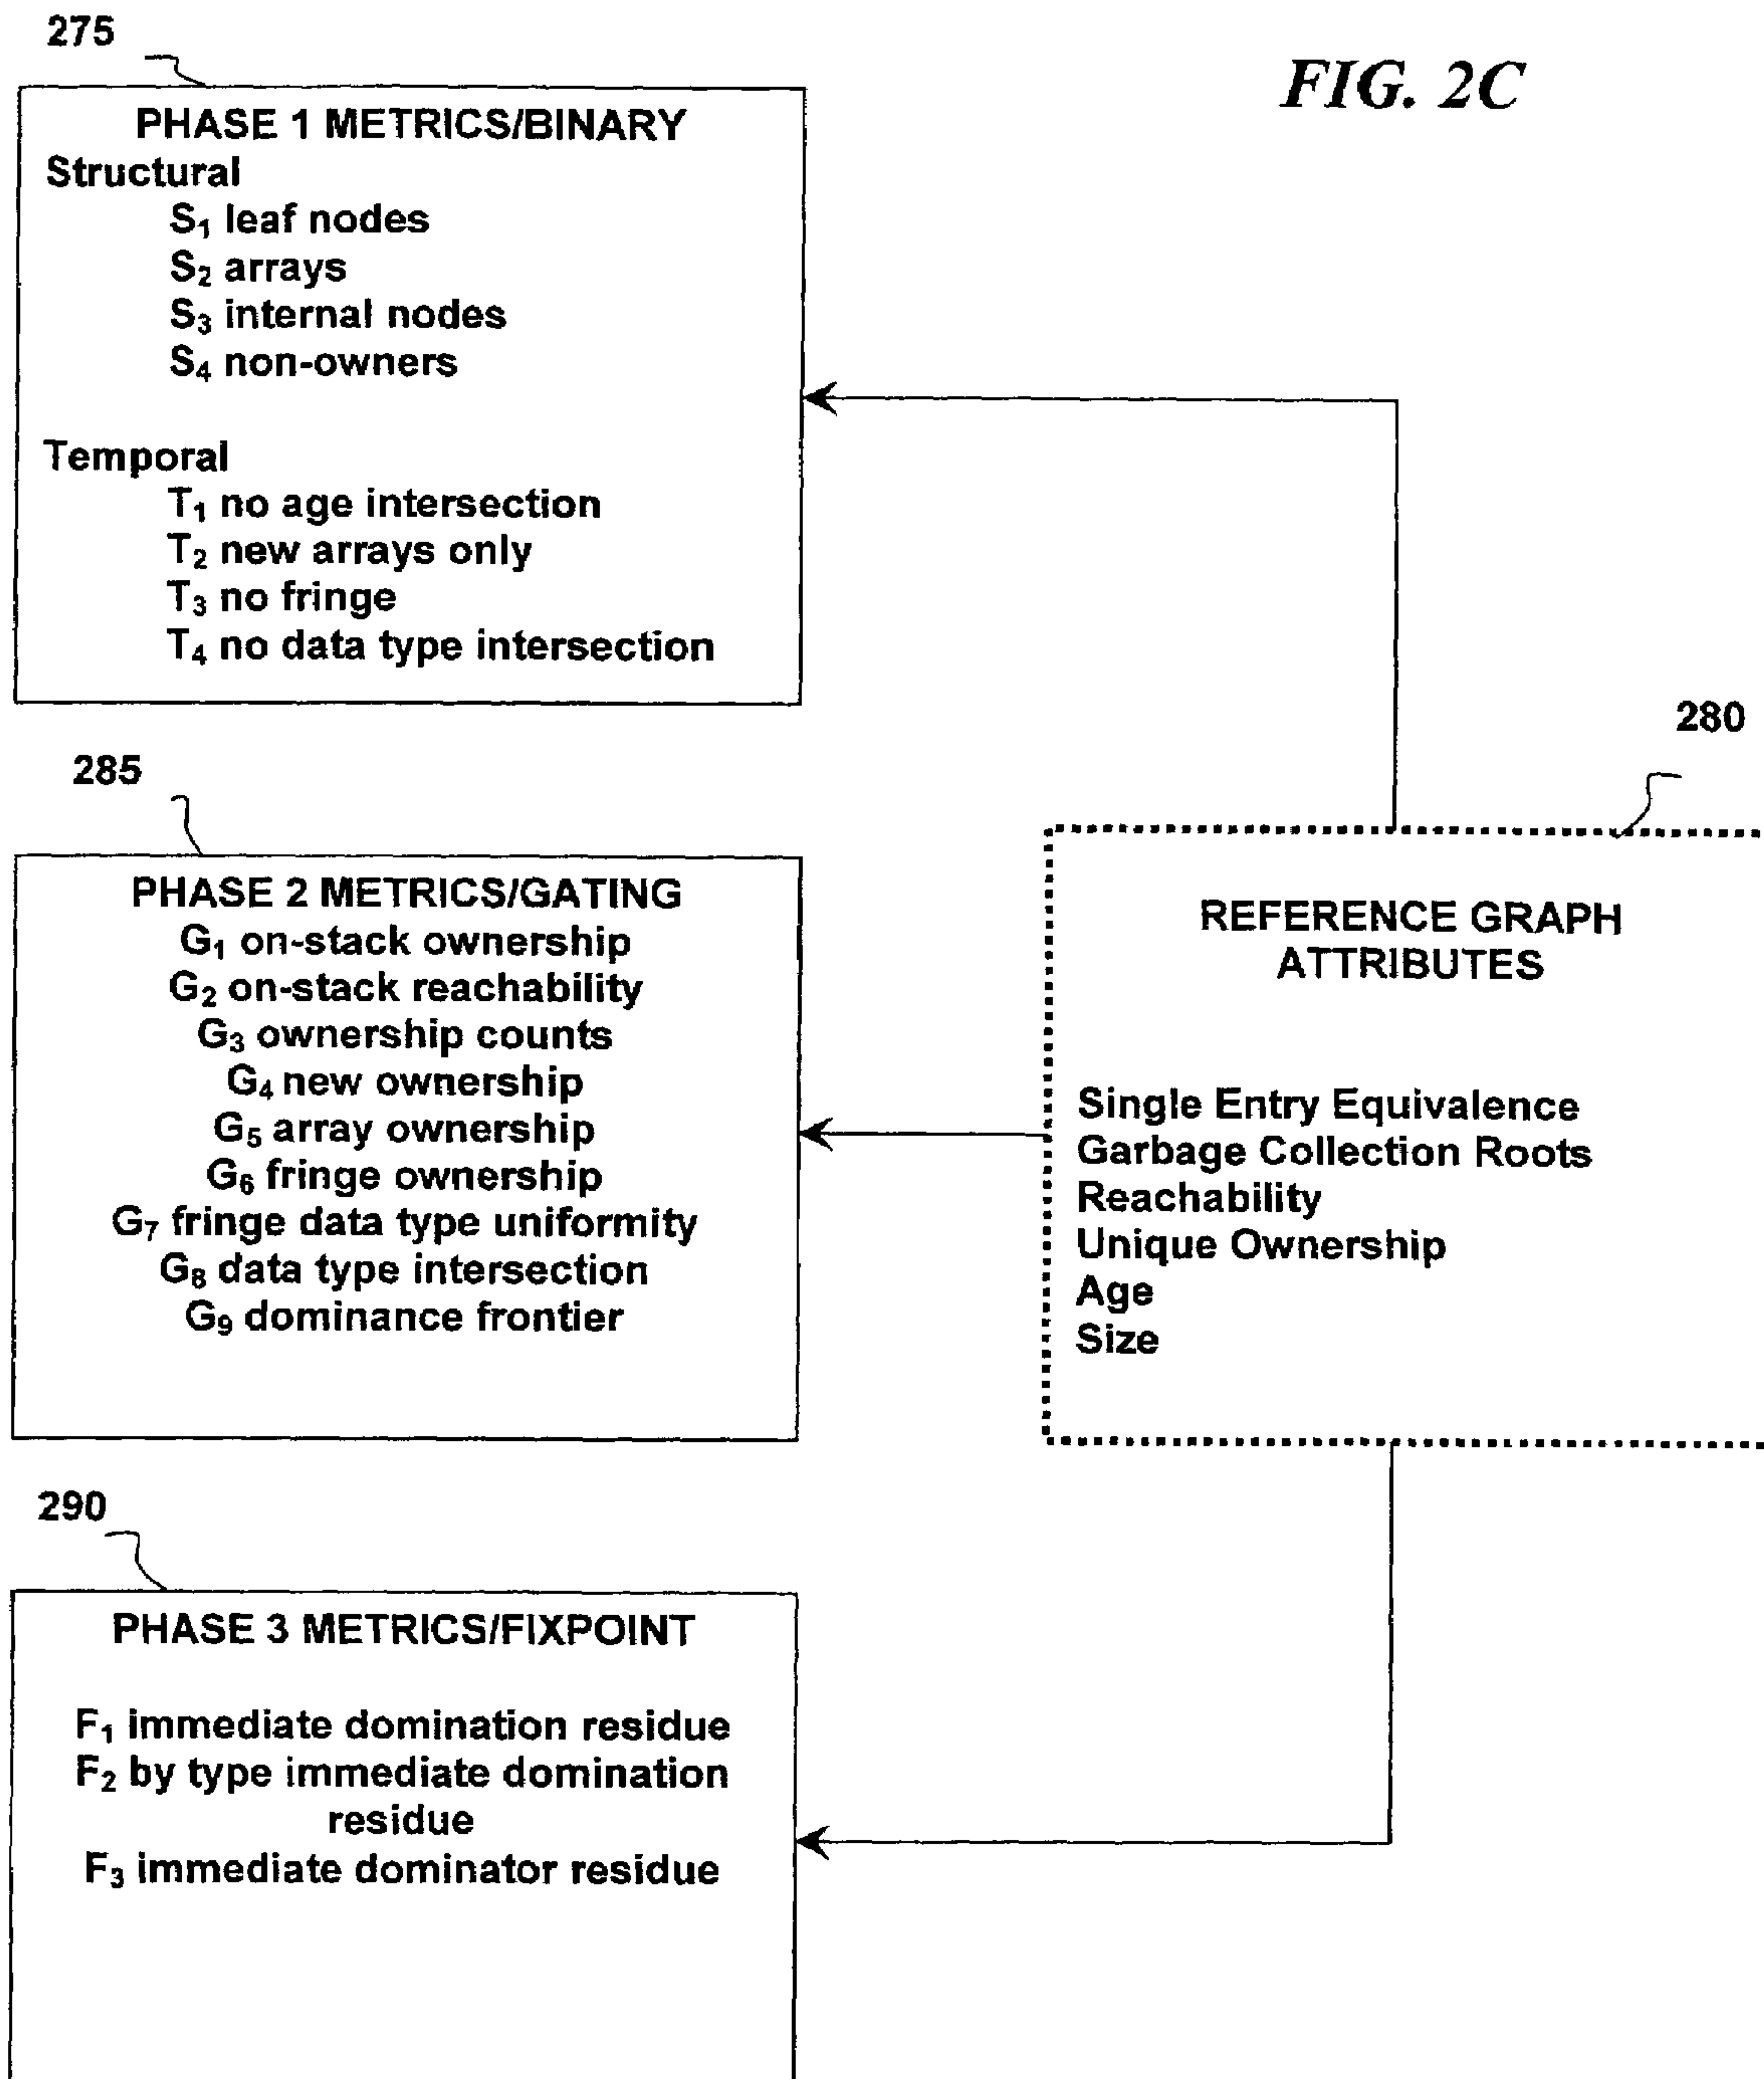 275
FIG. 2C
PHASE 1 METRICS/BINARY
Structural
S₁ leaf nodes
S₂ arrays
S₃ internal nodes
S₄ non-owners
Temporal
T₁ no age intersection
T₂ new arrays only
T₃ no fringe
T₄ no data type intersection
285
PHASE 2 METRICS/GATING
G₁ on-stack ownership
G₂ on-stack reachability
G₃ ownership counts
G₄ new ownership
G₅ array ownership
G₆ fringe ownership
G₇ fringe data type uniformity
G₈ data type intersection
G₉ dominance frontier
280
REFERENCE GRAPH
ATTRIBUTES
Single Entry Equivalence
Garbage Collection Roots
Reachability
Unique Ownership
Age
Size
290
PHASE 3 METRICS/FIXPOINT
F₁ immediate domination residue
F₂ by type immediate domination
residue
F₃ immediate dominator residue